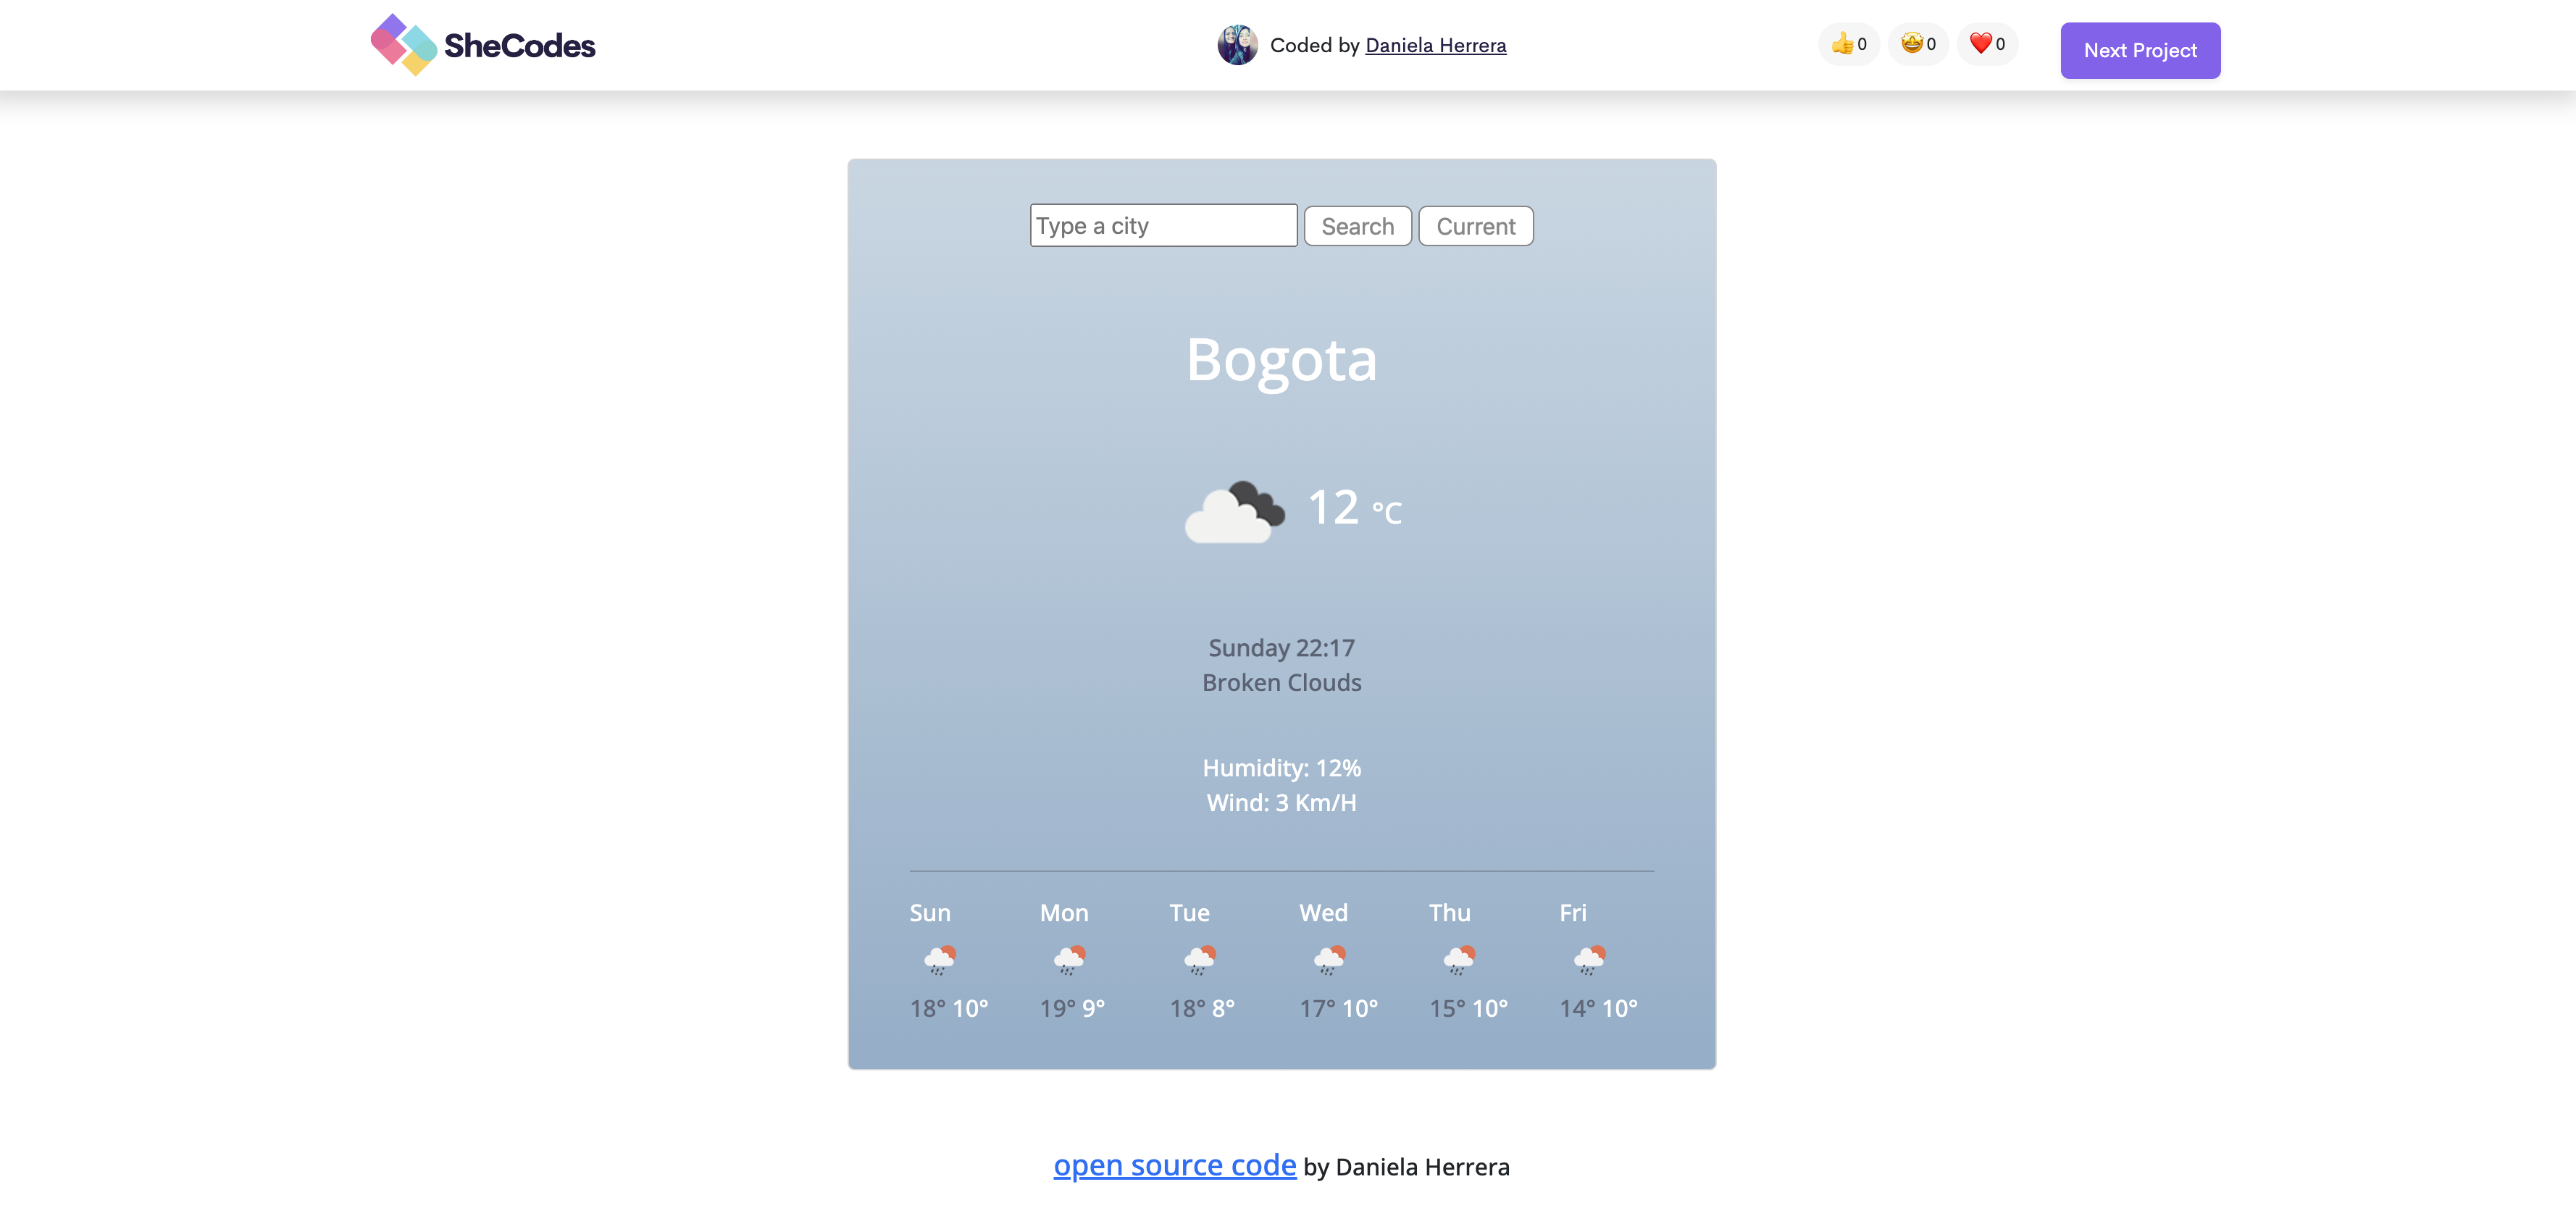 SheCodes
Coded by Daniela Herrera
👍0 🤩0 ❤️0
Next Project
Type a city
Search
Current
Bogota
12 °C
Sunday 22:17
Broken Clouds
Humidity: 12%
Wind: 3 Km/H
Sun Mon Tue Wed Thu Fri
18° 10° 19° 9° 18° 8° 17° 10° 15° 10° 14° 10°
open source code by Daniela Herrera